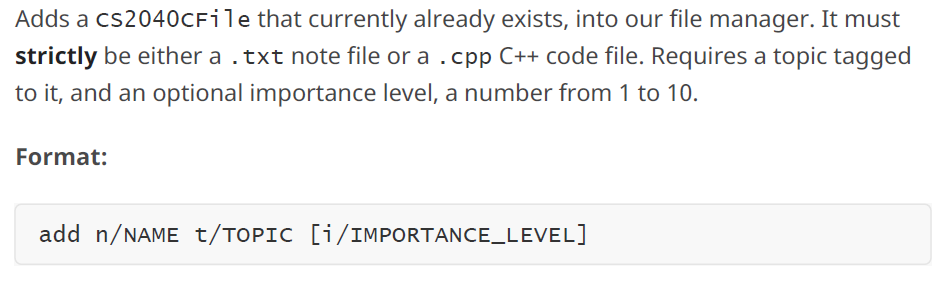 Adds a CS2040CFile that currently already exists, into our file manager. It must
strictly be either a .txt note file or a .cpp C++ code file. Requires a topic tagged
to it, and an optional importance level, a number from 1 to 10.
Format:
add n/NAME t/TOPIC [i/IMPORTANCE_LEVEL]